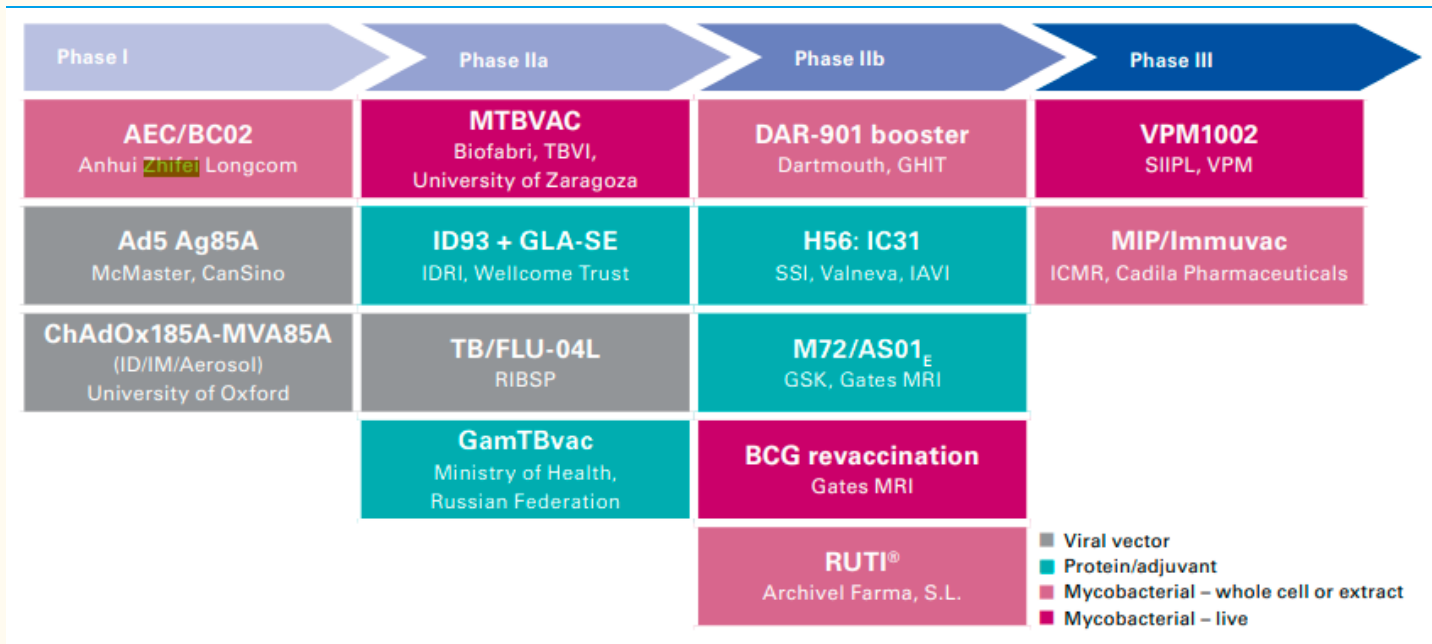 Phase I
Phase IIa
Phase IIb
Phase III
AEC/BC02
Anhui Zhifei Longcom
MTBVAC
Biofabri, TBVI,
University of Zaragoza
DAR-901 booster
Dartmouth, GHIT
VPM1002
SIIPL, VPM
Ad5 Ag85A
McMaster, CanSino
ID93 + GLA-SE
IDRI, Wellcome Trust
H56: IC31
SSI, Valneva, IAVI
MIP/Immuvac
ICMR, Cadila Pharmaceuticals
ChAdOx185A-MVA85A
(ID/IM/Aerosol)
University of Oxford
TB/FLU-04L
RIBSP
M72/AS01E
GSK, Gates MRI
GamTBvac
Ministry of Health,
Russian Federation
BCG revaccination
Gates MRI
RUTI®
Archivel Farma, S.L.
Viral vector
Protein/adjuvant
Mycobacterial – whole cell or extract
Mycobacterial – live